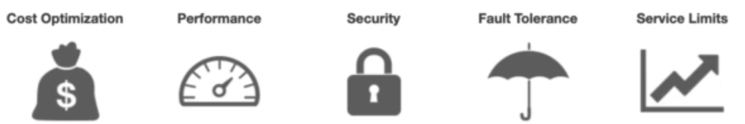 Cost Optimization
Performance
Security
Fault Tolerance
Service Limits
$